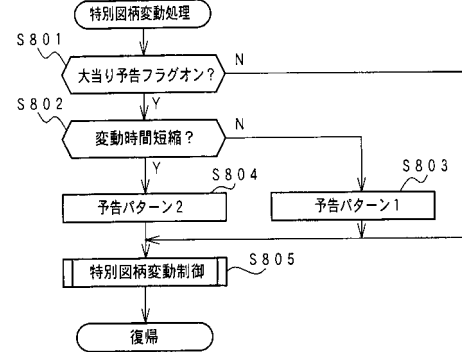 特別図柄変動処理
S801
大当り予告フラグオン?
N
Y
S802
変動時間短縮?
N
Y
S804
予告パターン2
S803
予告パターン1
特別図柄変動制御
S805
復帰